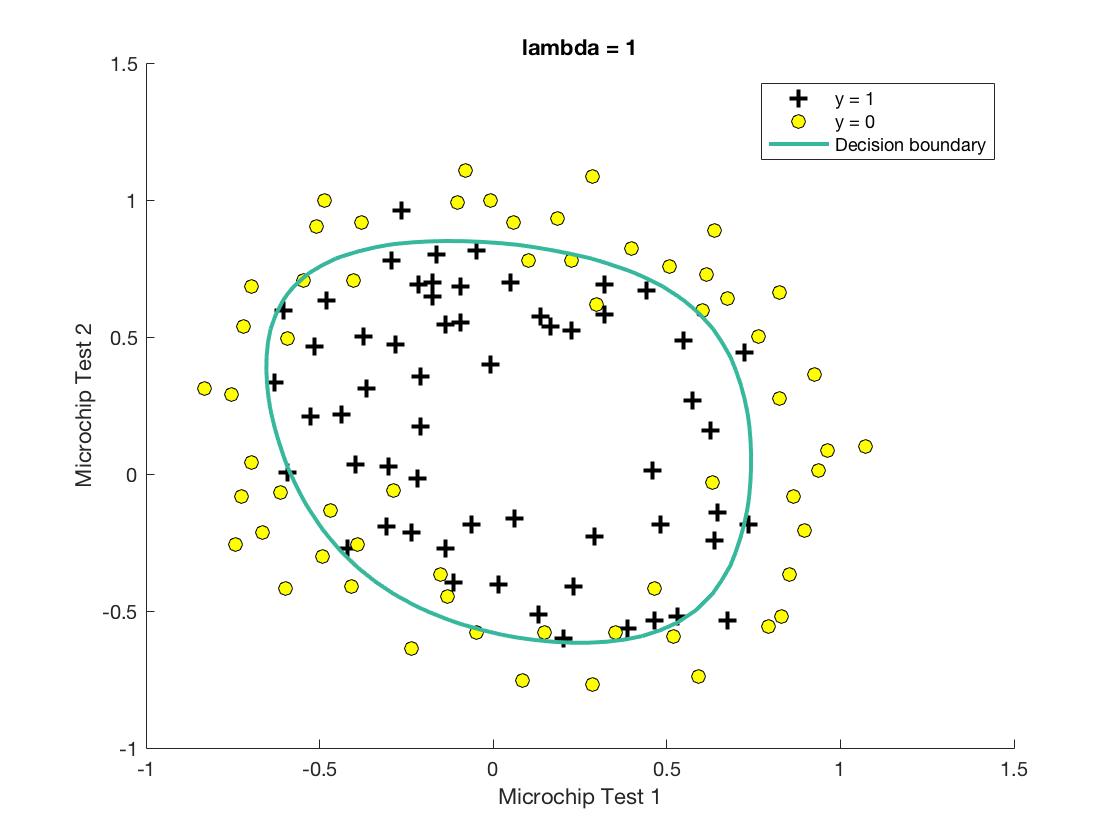 lambda = 1
1.5
y = 1
y = 0
Decision boundary
1
0.5
Microchip Test 2
0
-0.5
-1
-1
-0.5
0
0.5
1
1.5
Microchip Test 1